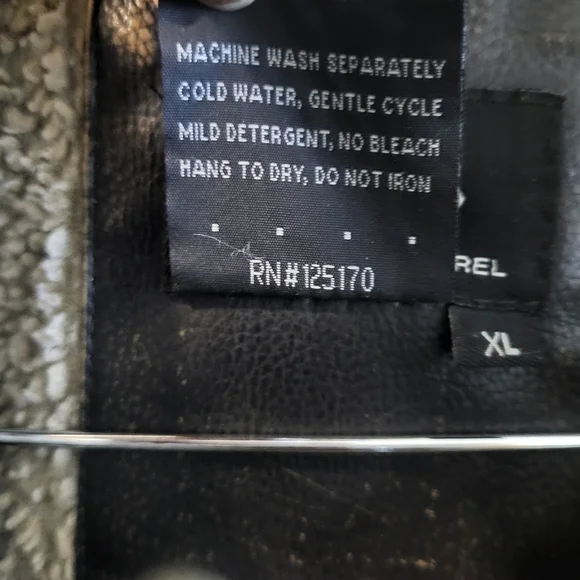 MACHINE WASH SEPARATELY
COLD WATER, GENTLE CYCLE
MILD DETERGENT, NO BLEACH
HANG TO DRY, DO NOT IRON
RN#125170
REL
XL